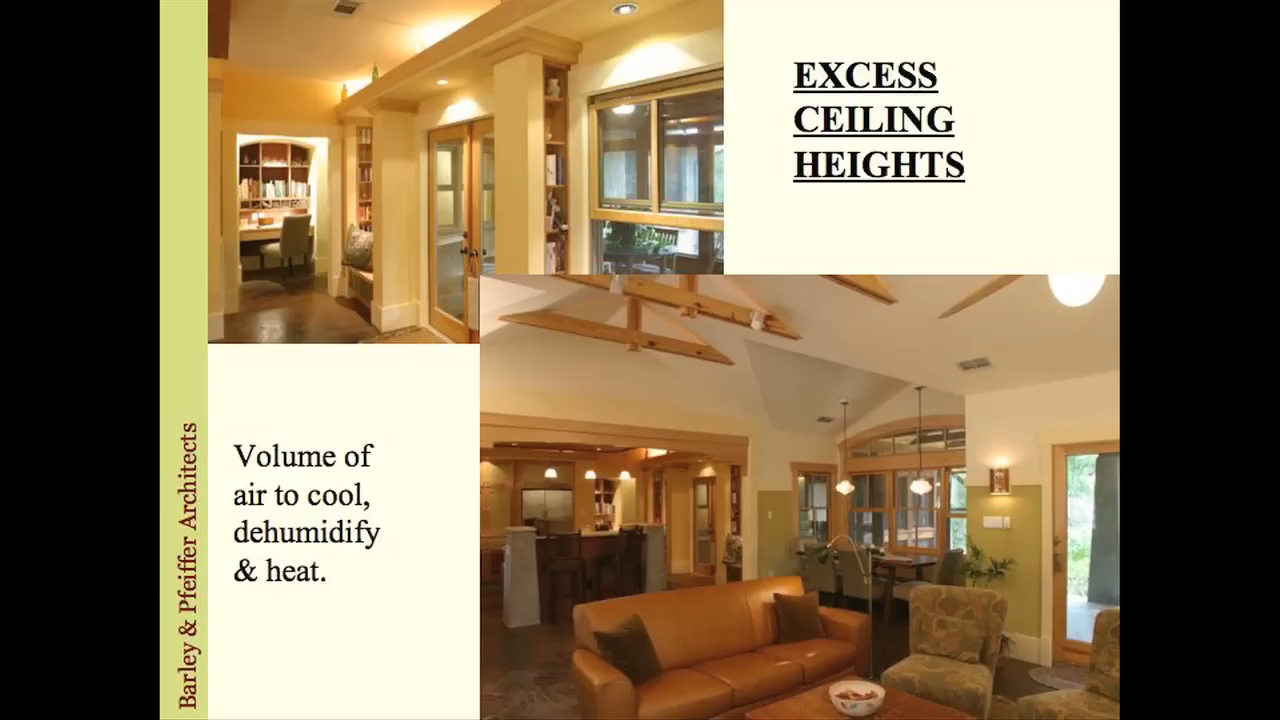 EXCESS
CEILING
HEIGHTS
Volume of
air to cool,
dehumidify
& heat.
Barley & Pfeiffer Architects